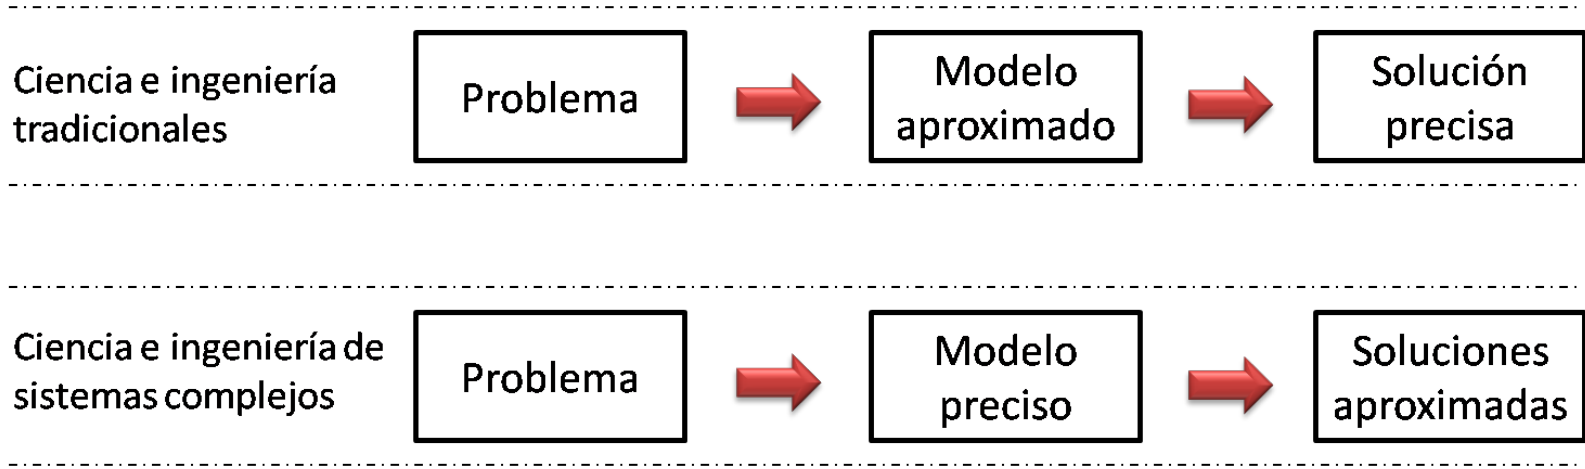 Ciencia e ingeniería
tradicionales
Problema
Modelo
aproximado
Solución
precisa
Ciencia e ingeniería de
sistemas complejos
Problema
Modelo
preciso
Soluciones
aproximadas